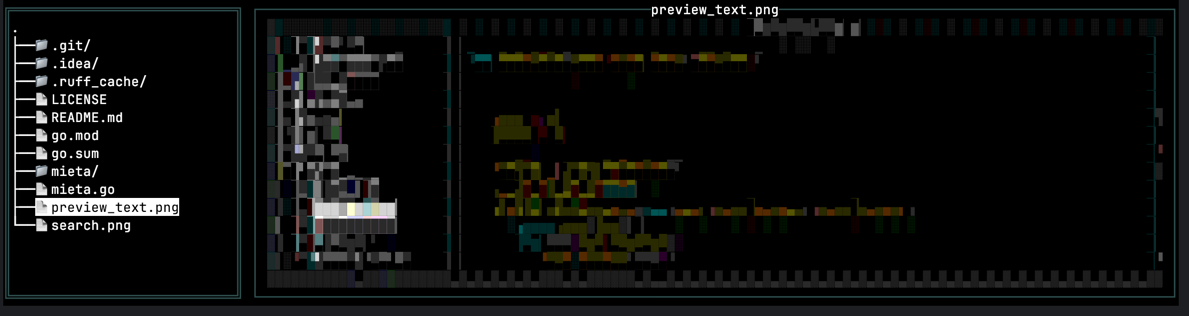 preview_text.png
.
.git/
.idea/
.ruff_cache/
LICENSE
README.md
go.mod
go.sum
mieta/
mieta.go
preview_text.png
search.png